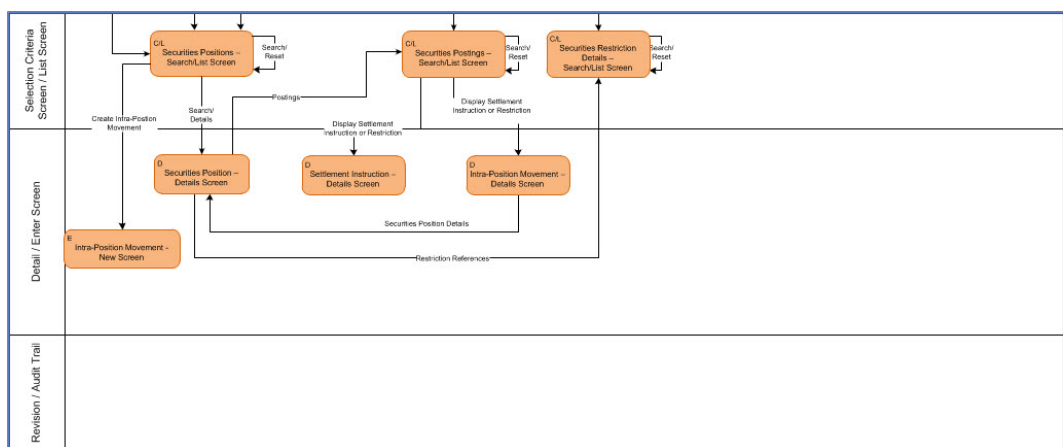 Selection Criteria
Screen / List Screen
C/L
Securities Positions –
Search/List Screen
Search/
Reset
C/L
Securities Postings –
Search/List Screen
Search/
Reset
C/L
Securities Restriction
Details –
Search/List Screen
Search/
Reset
Postings
Search/
Details
Display Settlement
Instruction or Restriction
Create Intra-Postion
Movement
Display Settlement
Instruction or Restriction
Detail / Enter Screen
D
Securities Position –
Details Screen
D
Settlement Instruction –
Details Screen
D
Intra-Position Movement –
Details Screen
Securities Position Details
E
Intra-Position Movement -
New Screen
Restriction References
Revision / Audit Trail